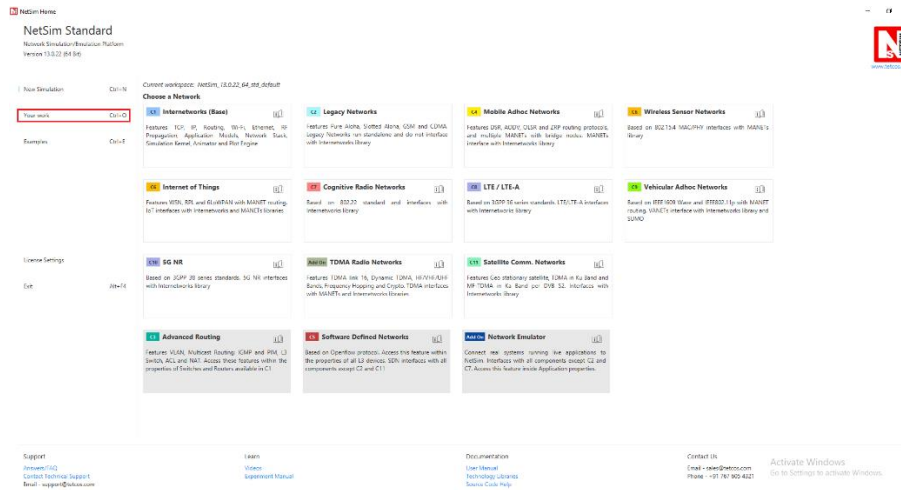 NetSim Home
NetSim Standard
Network Simulation/Emulation Platform
Version 13.0.22 (64 Bit)
www.tetcos.com
New Simulation Ctrl+N
Your work Ctrl+O
Examples Ctrl+E
License Settings
Exit Alt+F4
Current workspace: NetSim_13.0.22_64_std_default
Choose a Network
C1 Internetworks (Base)
Features TCP, IP, Routing, Wi-Fi, Ethernet, RF
Propagation, Application Models, Network Stack,
Simulation Kernel, Animator and Plot Engine
C2 Legacy Networks
Features Pure Aloha, Slotted Aloha, GSM and CDMA.
Legacy Networks run standalone and do not interface
with Internetworks library
C4 Mobile Adhoc Networks
Features DSR, AODV, OLSR and ZRP routing protocols,
and multiple MANETs with bridge nodes. MANETs
interface with Internetworks library
Wireless Sensor Networks
Based on 802.15.4 MAC/PHY interfaces with MANETs
library
C6 Internet of Things
Features WSN, RPL and 6LoWPAN with MANET routing.
IoT interfaces with Internetworks and MANETs libraries
C7 Cognitive Radio Networks
Based on 802.22 standard and interfaces with
Internetworks library
C8 LTE / LTE-A
Based on 3GPP 36 series standards. LTE/LTE-A interfaces
with Internetworks library
C9 Vehicular Adhoc Networks
Based on IEEE1609 Wave and IEEE802.11p with MANET
routing. VANETs interface with Internetworks library and
SUMO
C10 5G NR
Based on 3GPP 38 series standards. 5G NR interfaces
with Internetworks library
Add On TDMA Radio Networks
Features TDMA link 16, Dynamic TDMA, HF/VHF/UHF
Bands, Frequency Hopping and Crypto. TDMA interfaces
with MANETs and Internetworks libraries
C11 Satellite Comm. Networks
Features Geo stationary satellite, TDMA in Ku Band and
MF-TDMA in Ka Band per DVB S2. Interfaces with
Internetworks library
C3 Advanced Routing
Features VLAN, Multicast Routing: IGMP and PIM, L3
Switch, ACL and NAT. Access these features within the
properties of Switches and Routers available in C1
C5 Software Defined Networks
Based on Openflow protocol. Access this feature within
the properties of all L3 devices. SDN interfaces with all
components except C2 and C11
Add On Network Emulator
Connect real systems running live applications to
NetSim. Interfaces with all components except C2 and
C7. Access this feature inside Application properties.
Support
Answers/FAQ
Contact Technical Support
Email - support@tetcos.com
Learn
Videos
Experiment Manual
Documentation
User Manual
Technology Libraries
Source Code Help
Contact Us
Email - sales@tetcos.com
Phone - +91 767 905 4321
Activate Windows
Go to Settings to activate Windows.